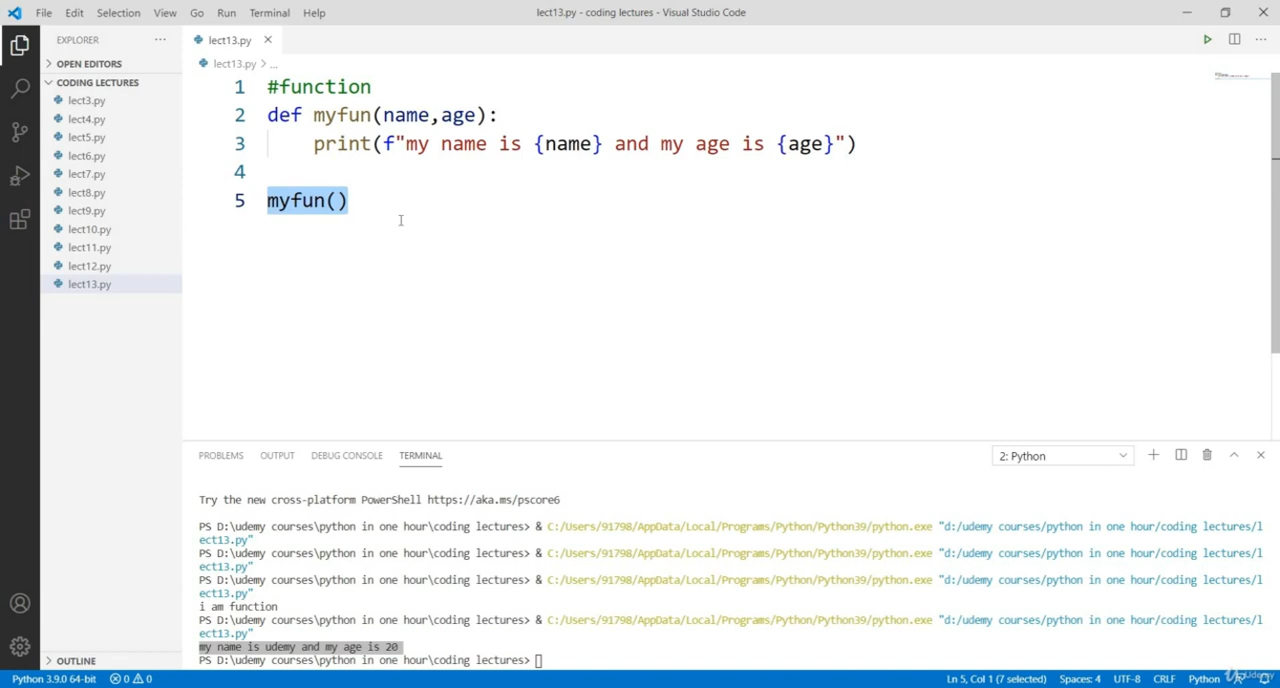 File Edit Selection View Go Run Terminal Help
lect13.py - coding lectures - Visual Studio Code
EXPLORER
lect13.py
OPEN EDITORS
lect13.py > ...
CODING LECTURES
lect3.py
lect4.py
lect5.py
lect6.py
lect7.py
lect8.py
lect9.py
lect10.py
lect11.py
lect12.py
lect13.py
OUTLINE
1 #function
2 def myfun(name,age):
3 print(f"my name is {name} and my age is {age}")
4
5 myfun()
PROBLEMS OUTPUT DEBUG CONSOLE TERMINAL
2: Python
Try the new cross-platform PowerShell https://aka.ms/pscore6
PS D:\udemy courses\python in one hour\coding lectures> & C:/Users/91798/AppData/Local/Programs/Python/Python39/python.exe "d:/udemy courses/python in one hour/coding lectures/l
ect13.py"
PS D:\udemy courses\python in one hour\coding lectures> & C:/Users/91798/AppData/Local/Programs/Python/Python39/python.exe "d:/udemy courses/python in one hour/coding lectures/l
ect13.py"
PS D:\udemy courses\python in one hour\coding lectures> & C:/Users/91798/AppData/Local/Programs/Python/Python39/python.exe "d:/udemy courses/python in one hour/coding lectures/l
ect13.py"
i am function
PS D:\udemy courses\python in one hour\coding lectures> & C:/Users/91798/AppData/Local/Programs/Python/Python39/python.exe "d:/udemy courses/python in one hour/coding lectures/l
ect13.py"
my name is udemy and my age is 20
PS D:\udemy courses\python in one hour\coding lectures>
Python 3.9.0 64-bit 0 0
Ln 5, Col 1 (7 selected) Spaces: 4 UTF-8 CRLF Python
Udemy